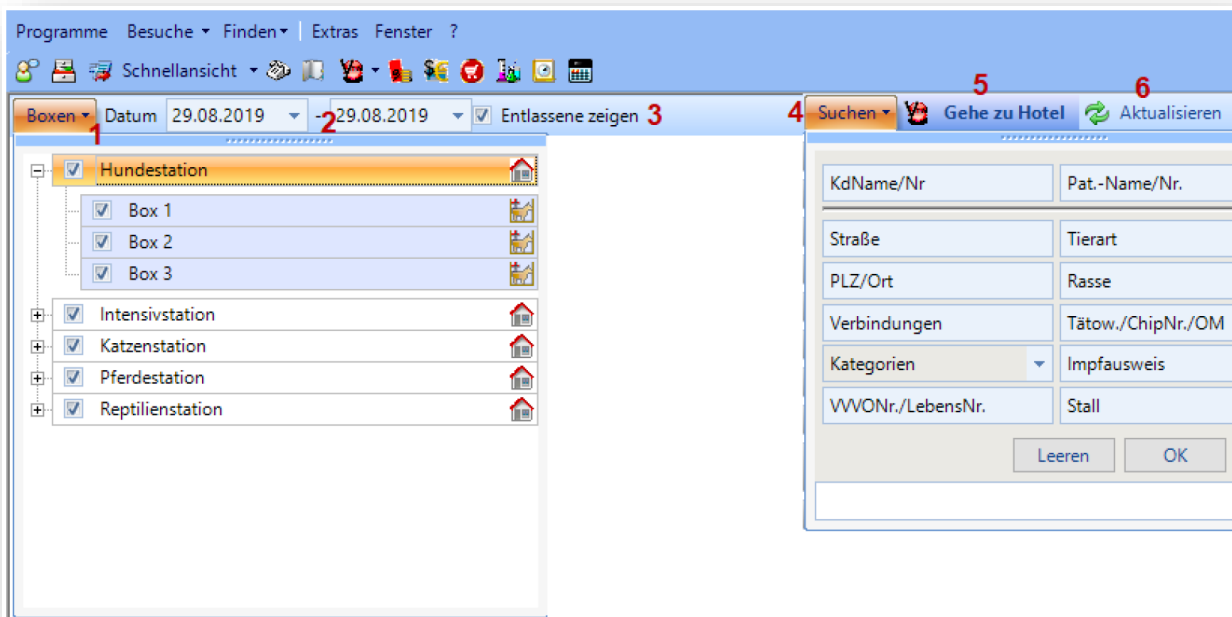 Programme Besuche Finden Extras Fenster ?
Schnellansicht
5 6
Boxen Datum 29.08.2019 - 29.08.2019 Entlassene zeigen 3 4 Suchen Gehe zu Hotel Aktualisieren
1 2
Hundestation
Box 1
Box 2
Box 3
Intensivstation
Katzenstation
Pferdestation
Reptilienstation
KdName/Nr Pat.-Name/Nr.
Straße Tierart
PLZ/Ort Rasse
Verbindungen Tätow./ChipNr./OM
Kategorien Impfausweis
VVVONr./LebensNr. Stall
Leeren OK